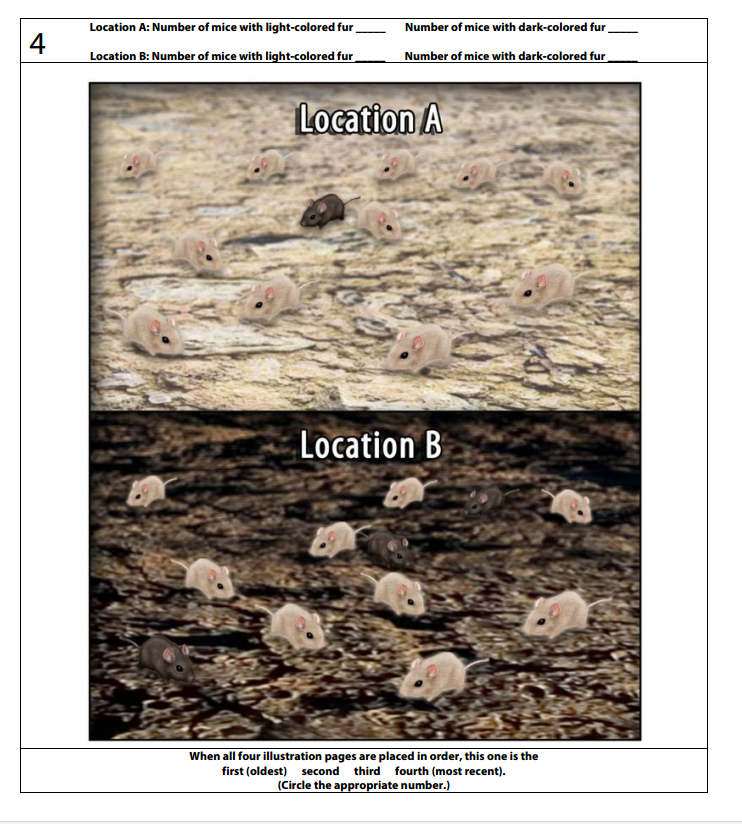 4
Location A: Number of mice with light-colored fur _____ Number of mice with dark-colored fur _____
Location B: Number of mice with light-colored fur _____ Number of mice with dark-colored fur _____
Location A
Location B
When all four illustration pages are placed in order, this one is the
first (oldest) second third fourth (most recent).
(Circle the appropriate number.)